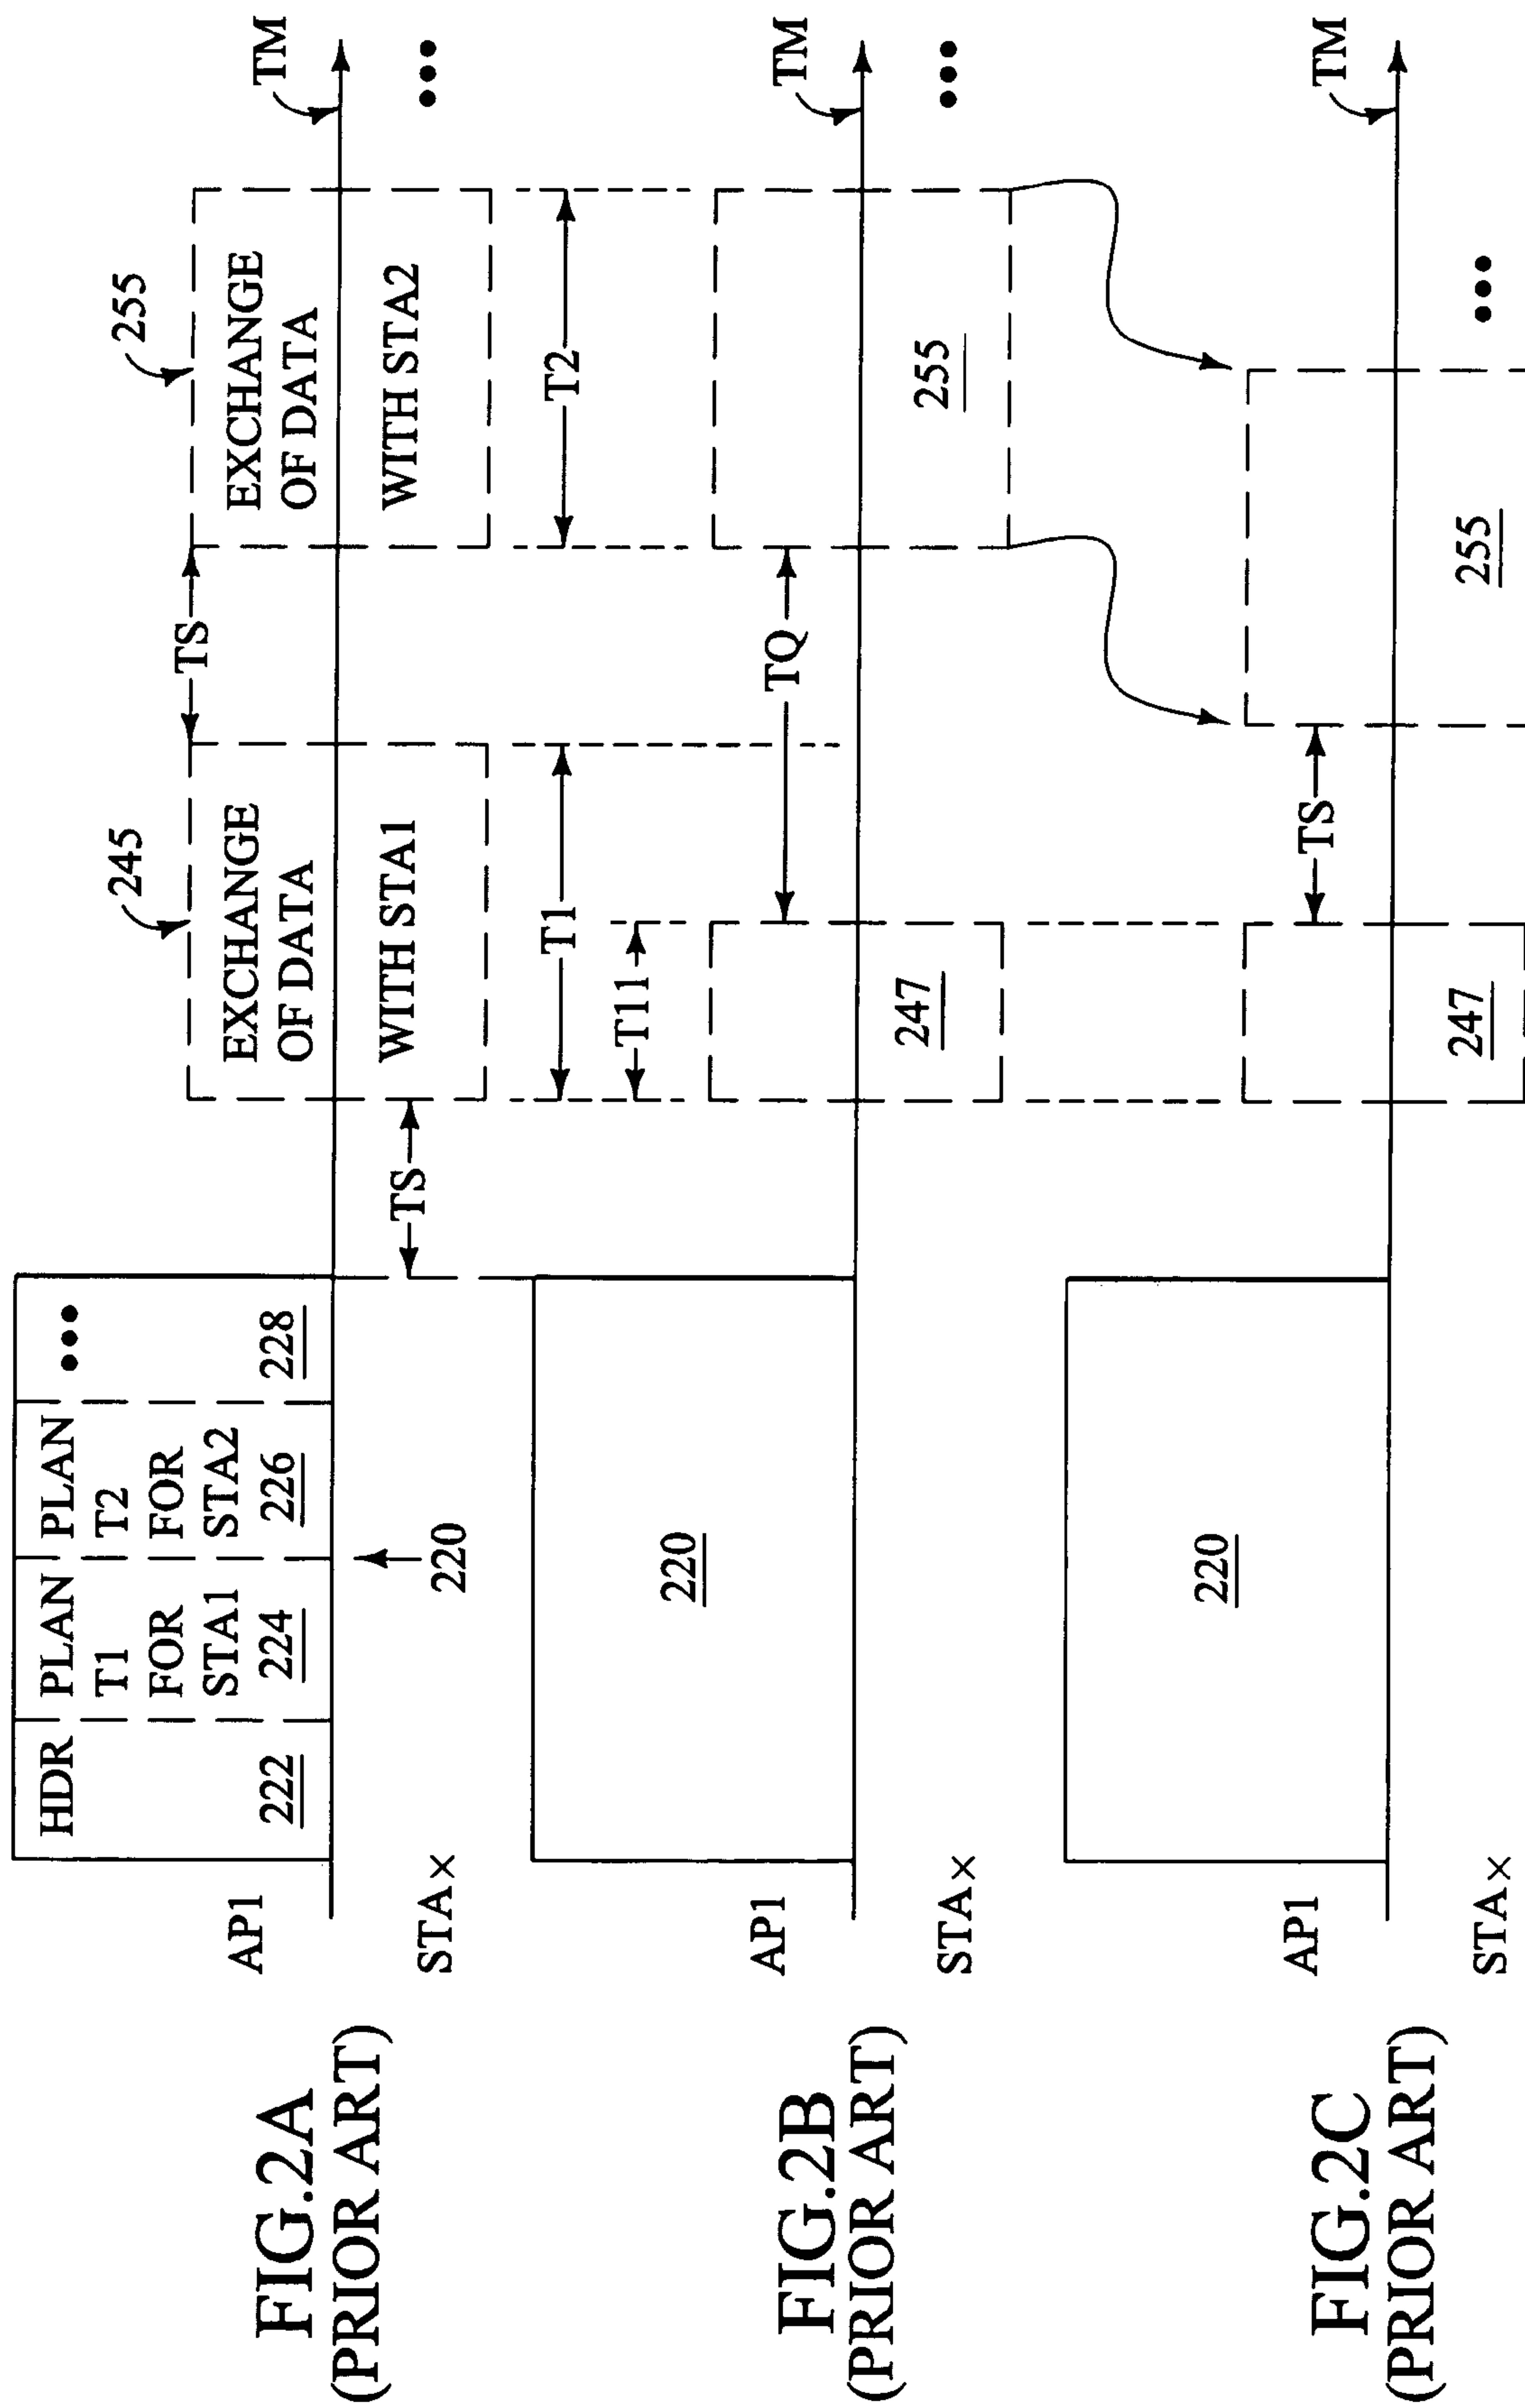 HDR
222
PLAN
T1
FOR
STA1
224
PLAN
T2
FOR
STA2
226
•••
228
220
AP1
STAx
TS
245
EXCHANGE
OF DATA
WITH STA1
TS
255
EXCHANGE
OF DATA
WITH STA2
TM
•••
T1
T2
FIG.2A
(PRIOR ART)
AP1
STAx
220
T11
247
TQ
255
TM
•••
FIG.2B
(PRIOR ART)
AP1
STAx
220
247
TS
255
TM
•••
FIG.2C
(PRIOR ART)